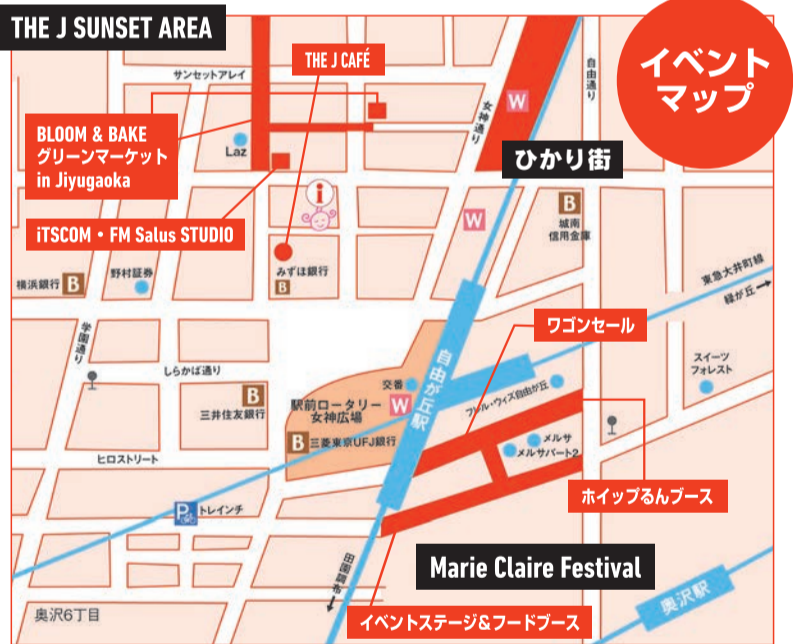 THE J SUNSET AREA
イベント
マップ
サンセットアレイ
THE J CAFÉ
女神通り
自由通り
W
BLOOM & BAKE
グリーンマーケット
in Jiyugaoka
Laz
ひかり街
i
W
B
城南
信用金庫
iTSCOM・FM Salus STUDIO
横浜銀行 B
野村証券
みずほ銀行
B
東急大井町線
緑が丘→
学園通り
ワゴンセール
しらかば通り
自由が丘駅
交番
スイーツ
フォレスト
B
三井住友銀行
駅前ロータリー
女神広場
W
フレル・ウィズ自由が丘
B 三菱東京UFJ銀行
メルサ
メルサパート2
ヒロストリート
ホイップるんブース
P トレインチ
田園調布→
Marie Claire Festival
奥沢6丁目
奥沢駅
イベントステージ&フードブース